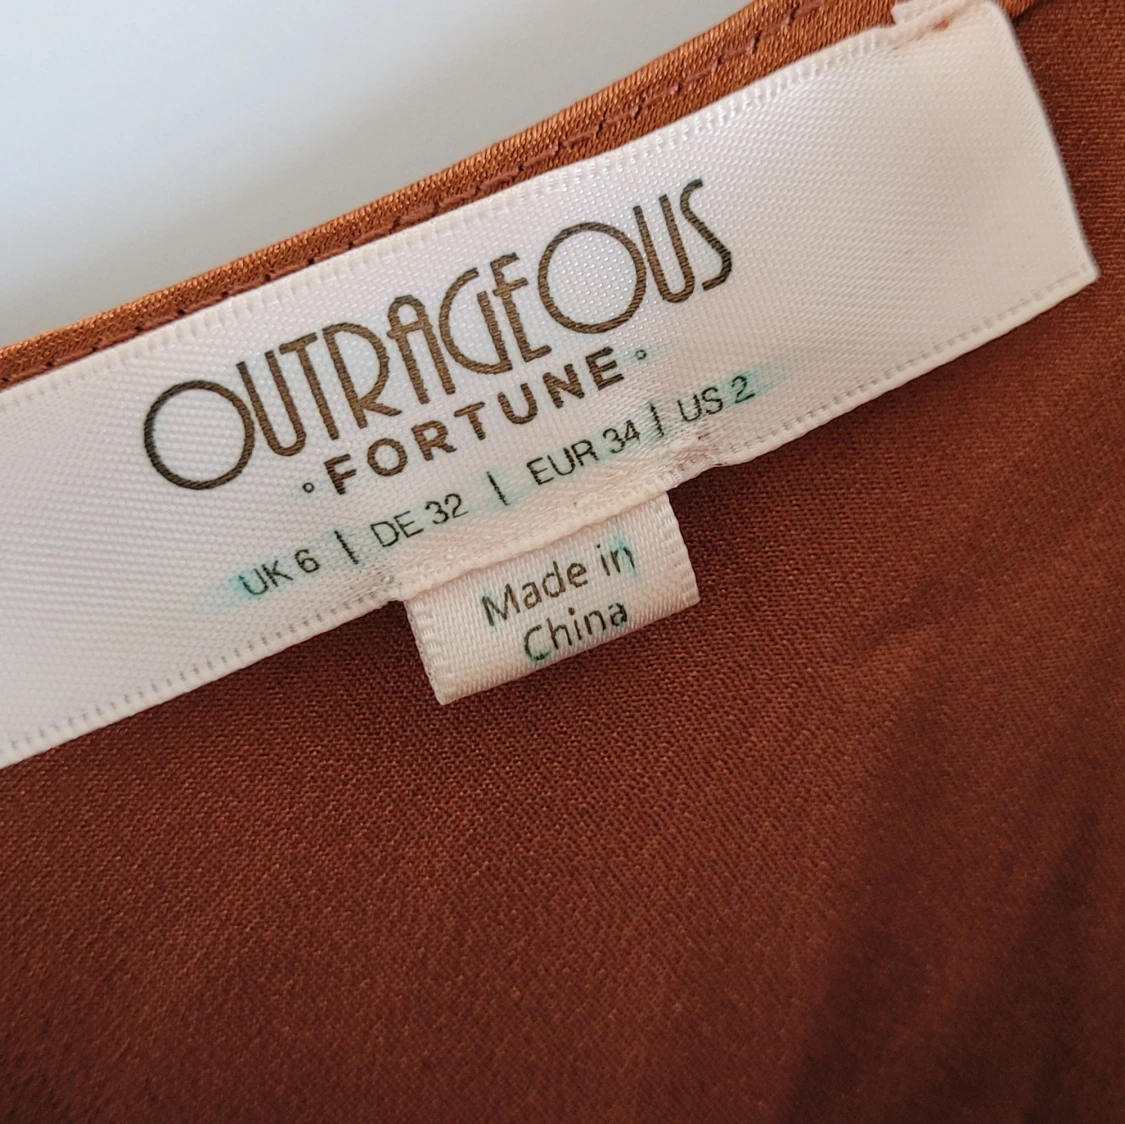 OUTRAGEOUS
° FORTUNE °
UK 6 | DE 32 | EUR 34 | US 2
Made in
China